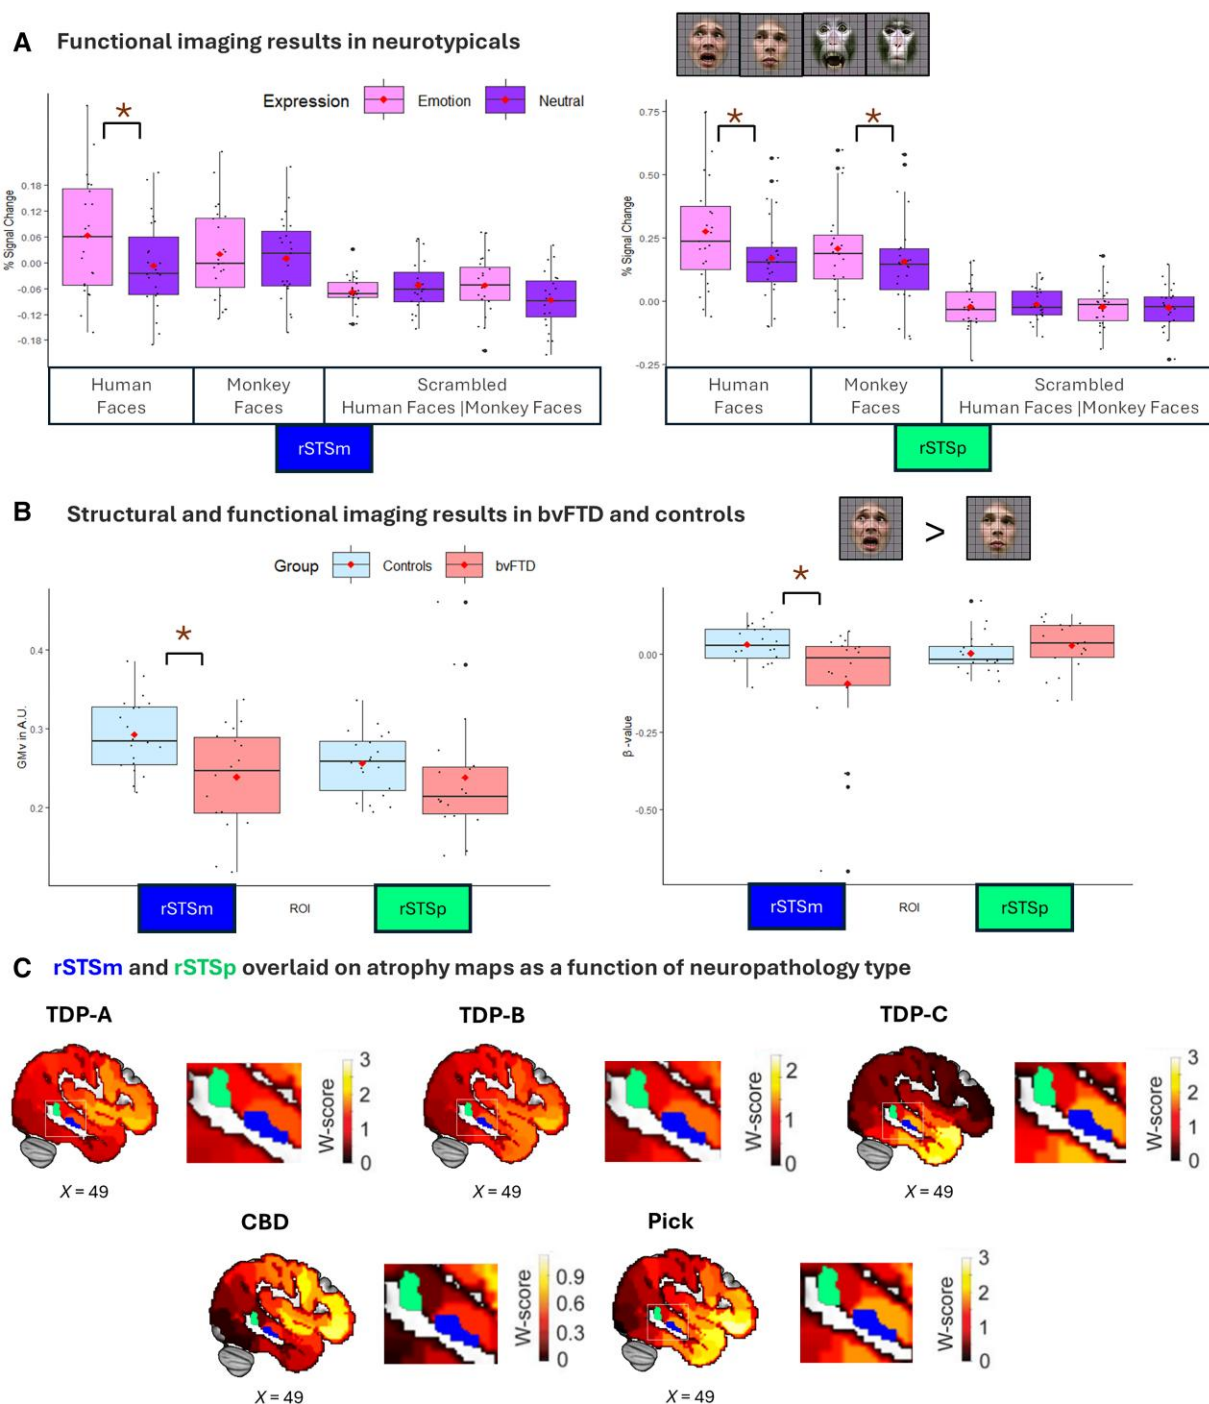 A Functional imaging results in neurotypicals
Expression Emotion Neutral
% Signal Change
0.18
0.12
0.06
0.00
-0.06
-0.12
-0.18
*
Human Faces
Monkey Faces
Scrambled
Human Faces |Monkey Faces
rSTSm
% Signal Change
0.75
0.50
0.25
0.00
-0.25
*
*
Human Faces
Monkey Faces
Scrambled
Human Faces |Monkey Faces
rSTSp
B Structural and functional imaging results in bvFTD and controls
>
Group Controls bvFTD
GMv in A.U.
0.4
0.3
0.2
*
rSTSm ROI rSTSp
β -value
0.00
-0.25
-0.50
*
rSTSm ROI rSTSp
C rSTSm and rSTSp overlaid on atrophy maps as a function of neuropathology type
TDP-A
W-score
3
2
1
0
X = 49
TDP-B
W-score
2
1
0
X = 49
TDP-C
W-score
3
2
1
0
X = 49
CBD
W-score
0.9
0.6
0.3
0
X = 49
Pick
W-score
3
2
1
0
X = 49